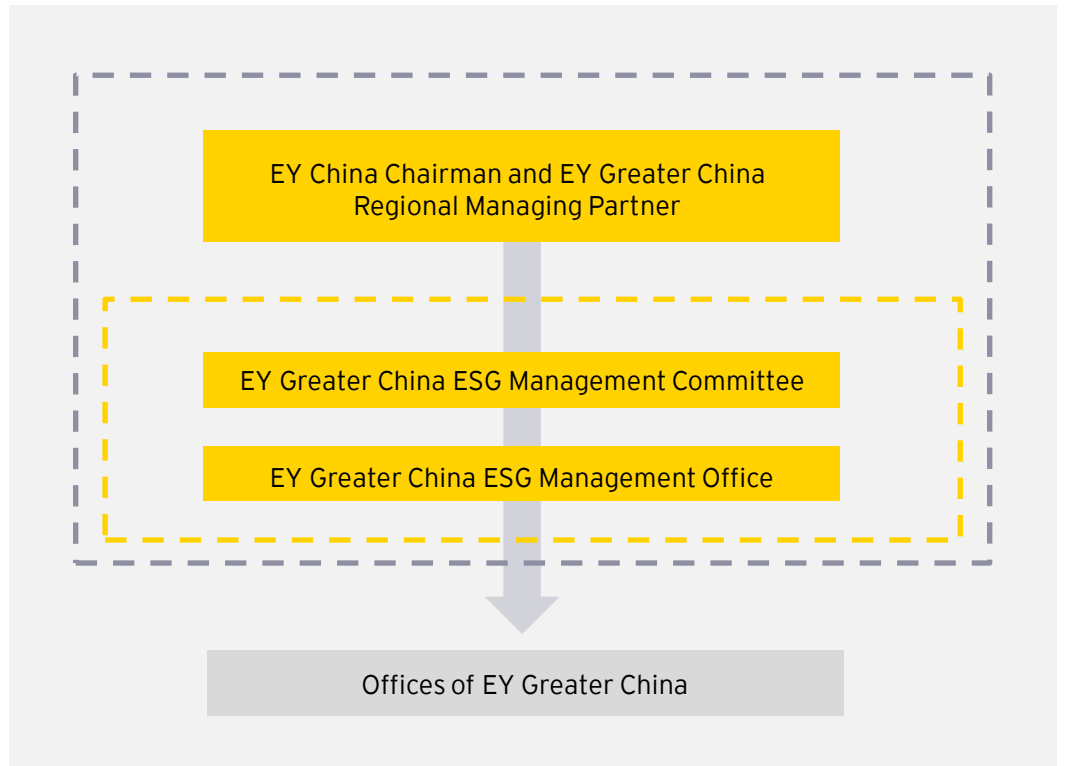 EY China Chairman and EY Greater China
Regional Managing Partner
EY Greater China ESG Management Committee
EY Greater China ESG Management Office
Offices of EY Greater China